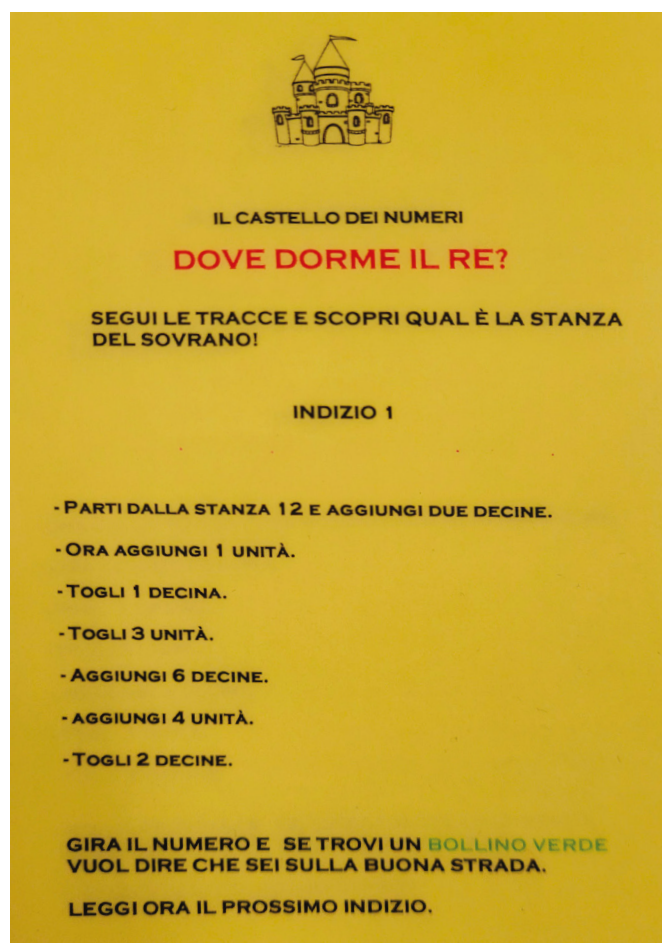 IL CASTELLO DEI NUMERI
DOVE DORME IL RE?
SEGUI LE TRACCE E SCOPRI QUAL È LA STANZA
DEL SOVRANO!
INDIZIO 1
- PARTI DALLA STANZA 12 E AGGIUNGI DUE DECINE.
- ORA AGGIUNGI 1 UNITÀ.
- TOGLI 1 DECINA.
- TOGLI 3 UNITÀ.
- AGGIUNGI 6 DECINE.
- AGGIUNGI 4 UNITÀ.
- TOGLI 2 DECINE.
GIRA IL NUMERO E SE TROVI UN BOLLINO VERDE
VUOL DIRE CHE SEI SULLA BUONA STRADA.
LEGGI ORA IL PROSSIMO INDIZIO.